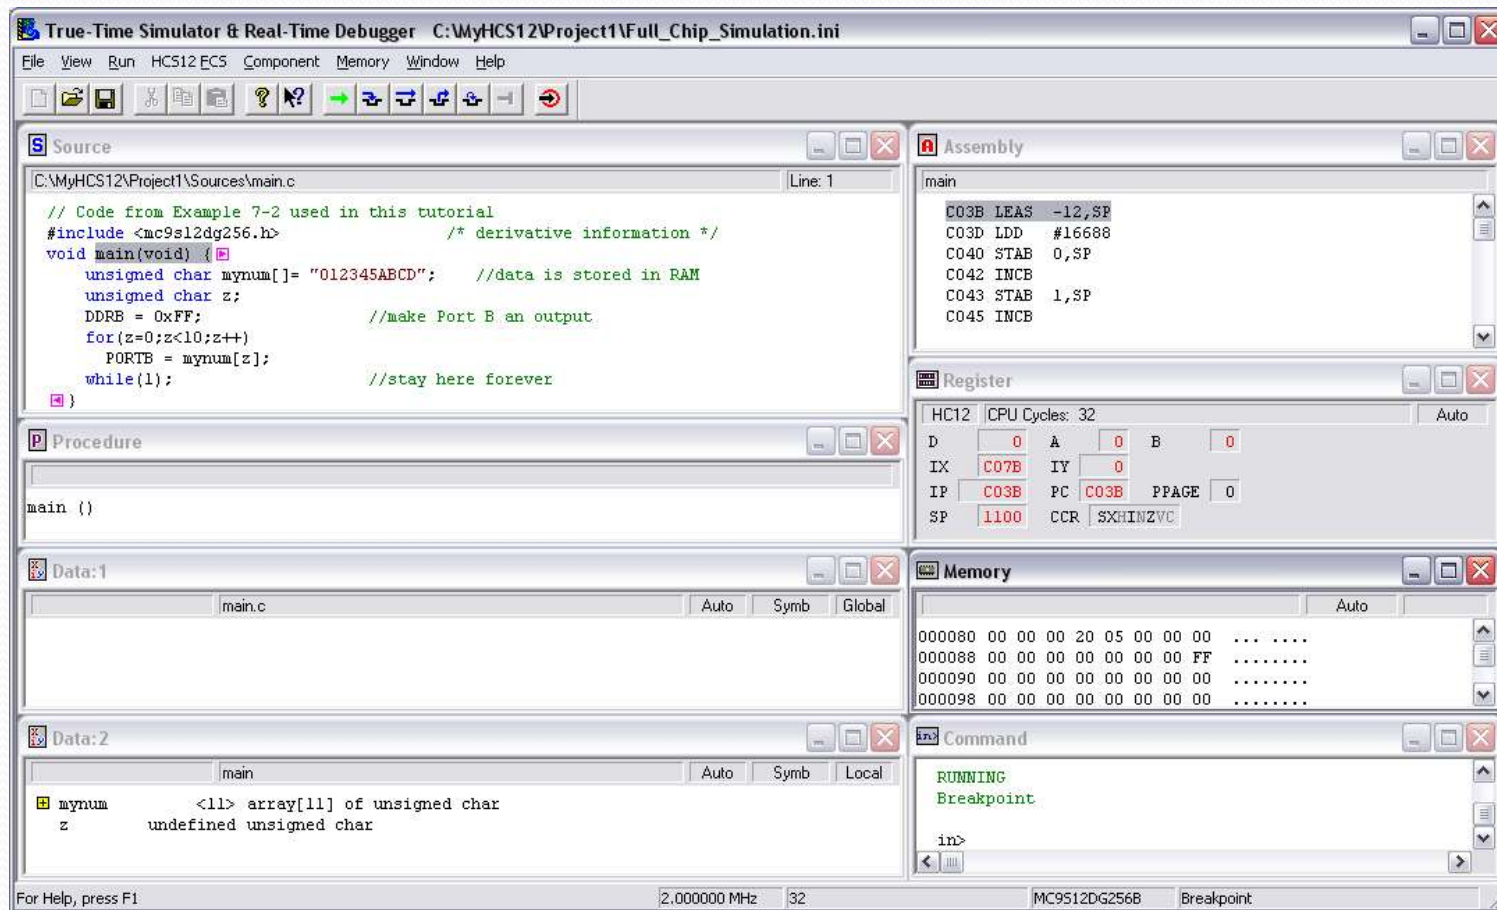 True-Time Simulator & Real-Time Debugger C:\MyHCS12\Project1\Full_Chip_Simulation.ini
File View Run HCS12 FCS Component Memory Window Help
Source
C:\MyHCS12\Project1\Sources\main.c Line: 1
// Code from Example 7-2 used in this tutorial
#include <mc9s12dg256.h> /* derivative information */
void main(void) {
unsigned char mynum[]= "012345ABCD"; //data is stored in RAM
unsigned char z;
DDRB = 0xFF; //make Port B an output
for(z=0;z<10;z++)
PORTB = mynum[z];
while(1); //stay here forever
}
Assembly
main
C03B LEAS -12,SP
C03D LDD #16688
C040 STAB 0,SP
C042 INCB
C043 STAB 1,SP
C045 INCB
Register
HC12 CPU Cycles: 32 Auto
D 0 A 0 B 0
IX C07B IY 0
IP C03B PC C03B PPAGE 0
SP 1100 CCR SXHINZVC
Procedure
main ()
Data:1
main.c Auto Symb Global
Memory
Auto
000080 00 00 00 20 05 00 00 00 ... ....
000088 00 00 00 00 00 00 00 FF ........
000090 00 00 00 00 00 00 00 00 ........
000098 00 00 00 00 00 00 00 00 ........
Data:2
main Auto Symb Local
mynum <11> array[11] of unsigned char
z undefined unsigned char
Command
RUNNING
Breakpoint
in>
For Help, press F1 2.000000 MHz 32 MC9S12DG256B Breakpoint